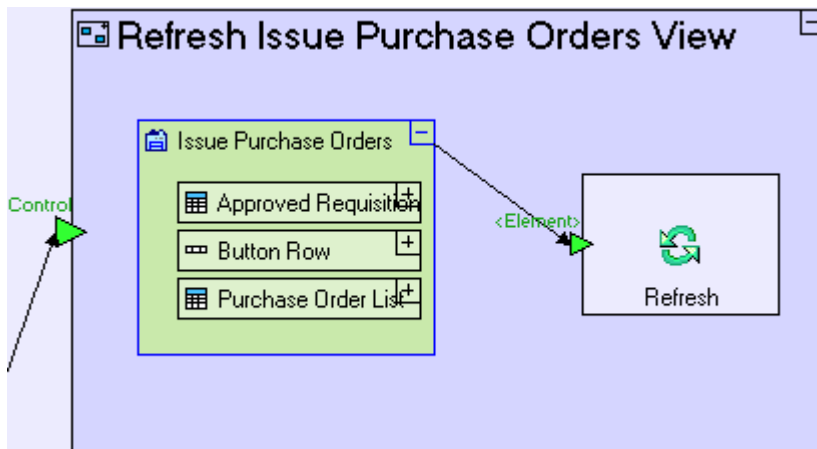 Refresh Issue Purchase Orders View
Issue Purchase Orders
Approved Requisition
Control
<Element>
Button Row
Purchase Order List
Refresh